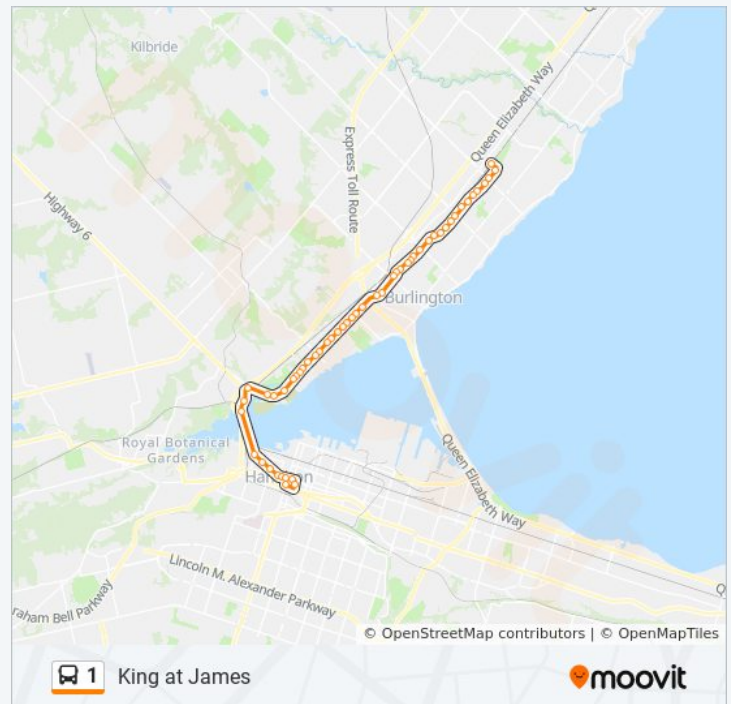 Kilbride
Queen Elizabeth Way
Express Toll Route
Highway 6
Burlington
Royal Botanical
Gardens
Queen Elizabeth Way
Lincoln M. Alexander Parkway
raham Bell Parkway
© OpenStreetMap contributors | © OpenMapTiles
1 King at James
moovit